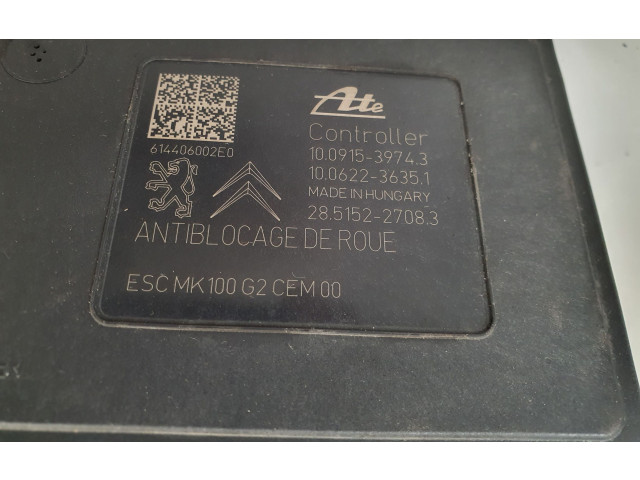 Ate
Controller
10.0915-3974.3
10.0622-3635.1
MADE IN HUNGARY
28.5152-2708.3
614406002E0
ANTIBLOCAGE DE ROUE
ESC MK100 G2 CEM 00